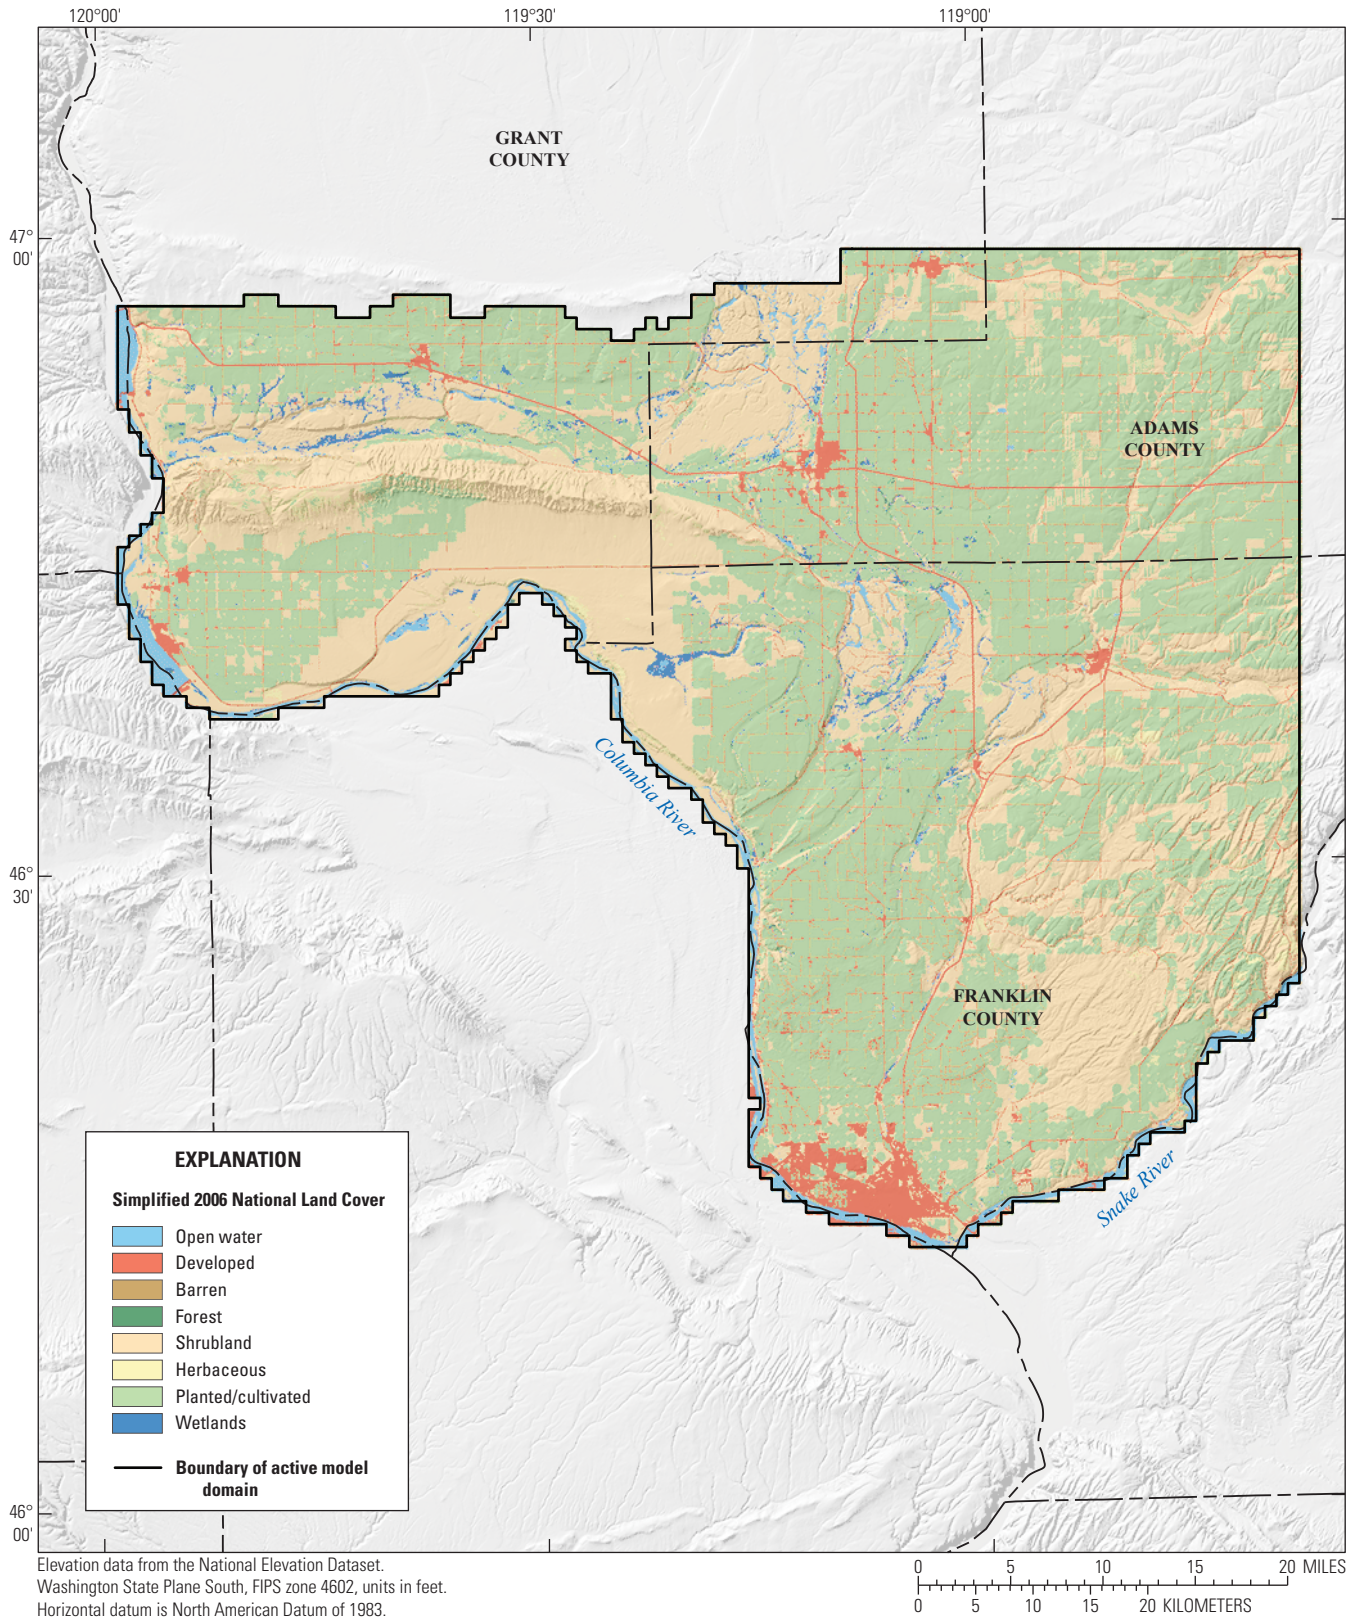 120°00'
119°30'
119°00'
GRANT
COUNTY
47°
00'
ADAMS
COUNTY
Columbia River
46°
30'
FRANKLIN
COUNTY
Snake River
EXPLANATION
Simplified 2006 National Land Cover
Open water
Developed
Barren
Forest
Shrubland
Herbaceous
Planted/cultivated
Wetlands
Boundary of active model
domain
46°
00'
Elevation data from the National Elevation Dataset.
Washington State Plane South, FIPS zone 4602, units in feet.
Horizontal datum is North American Datum of 1983.
0 5 10 15 20 MILES
0 5 10 15 20 KILOMETERS